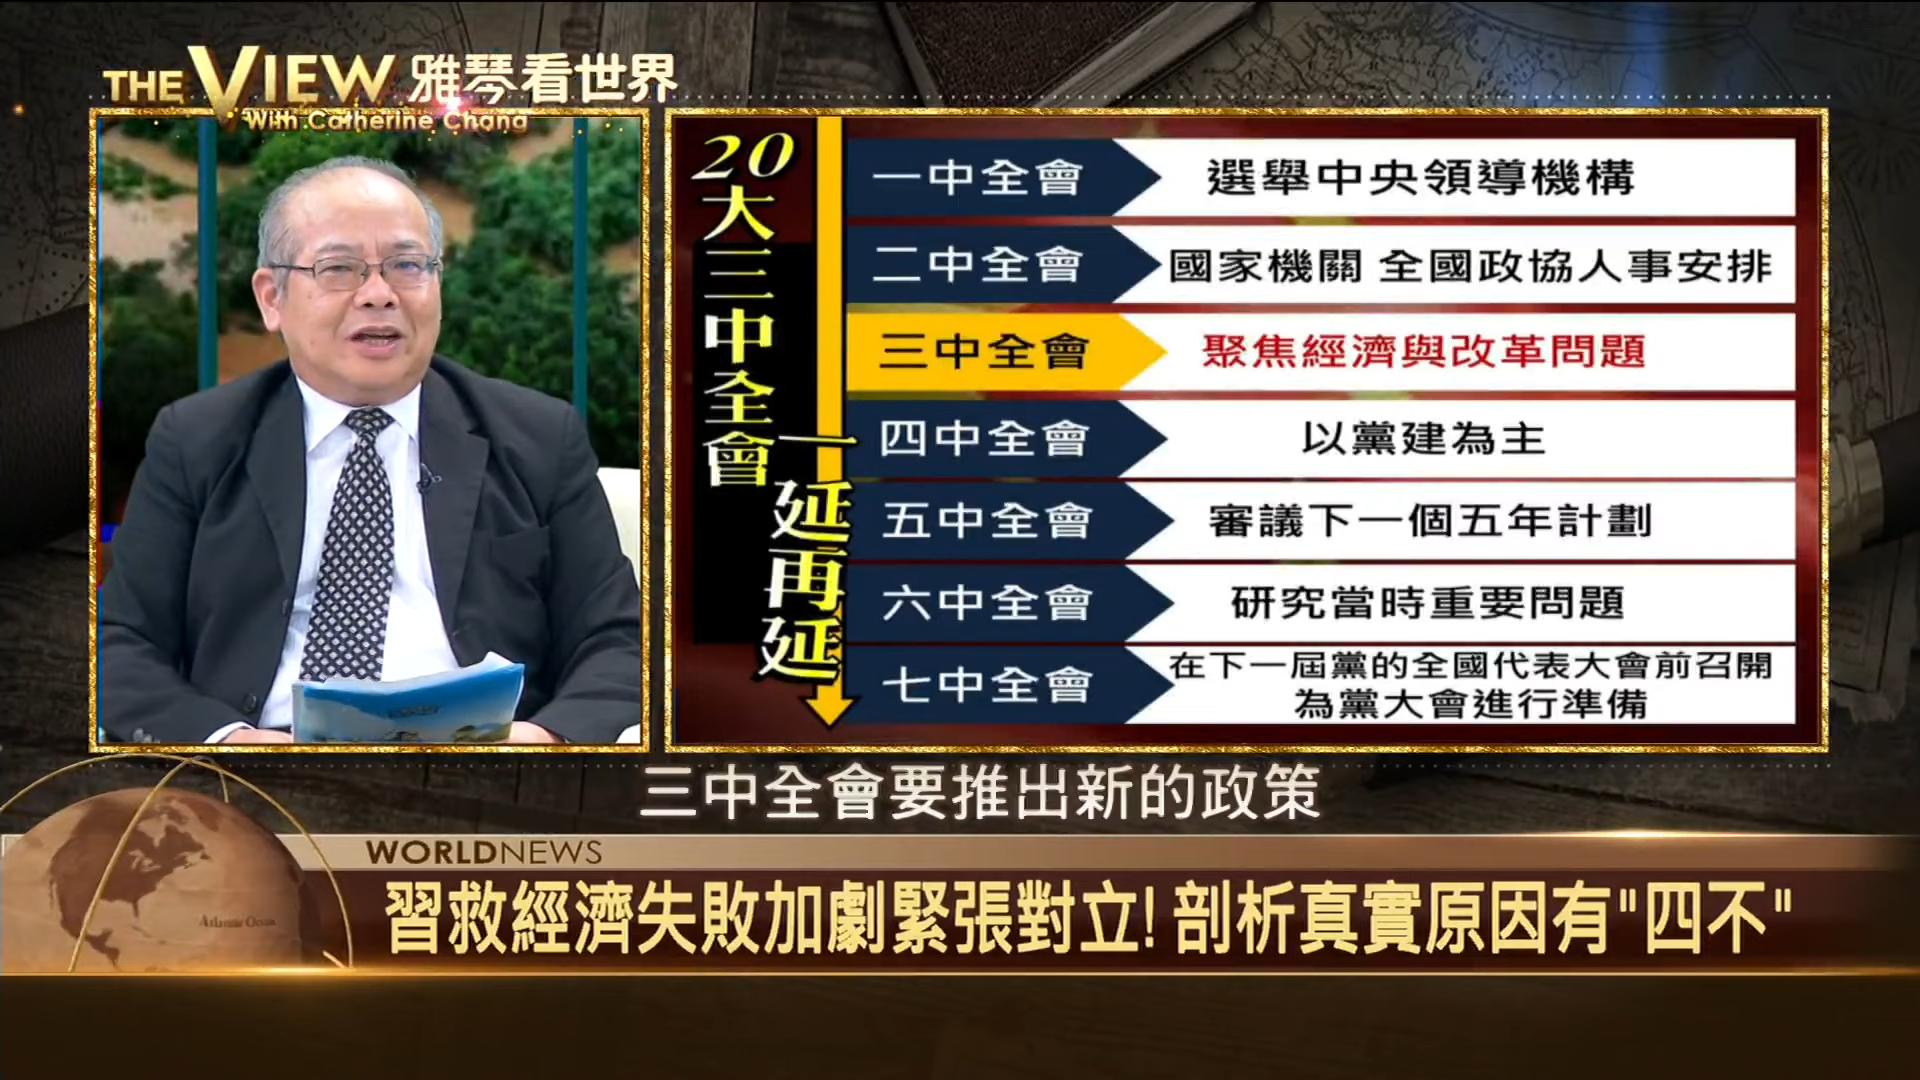 THE VIEW 雅琴看世界
With Catherine Chang
20大三中全會
一延再延
一中全會 選舉中央領導機構
二中全會 國家機關 全國政協人事安排
三中全會 聚焦經濟與改革問題
四中全會 以黨建為主
五中全會 審議下一個五年計劃
六中全會 研究當時重要問題
七中全會 在下一屆黨的全國代表大會前召開
為黨大會進行準備
三中全會要推出新的政策
WORLDNEWS
習救經濟失敗加劇緊張對立! 剖析真實原因有"四不"
Atlantic Ocean